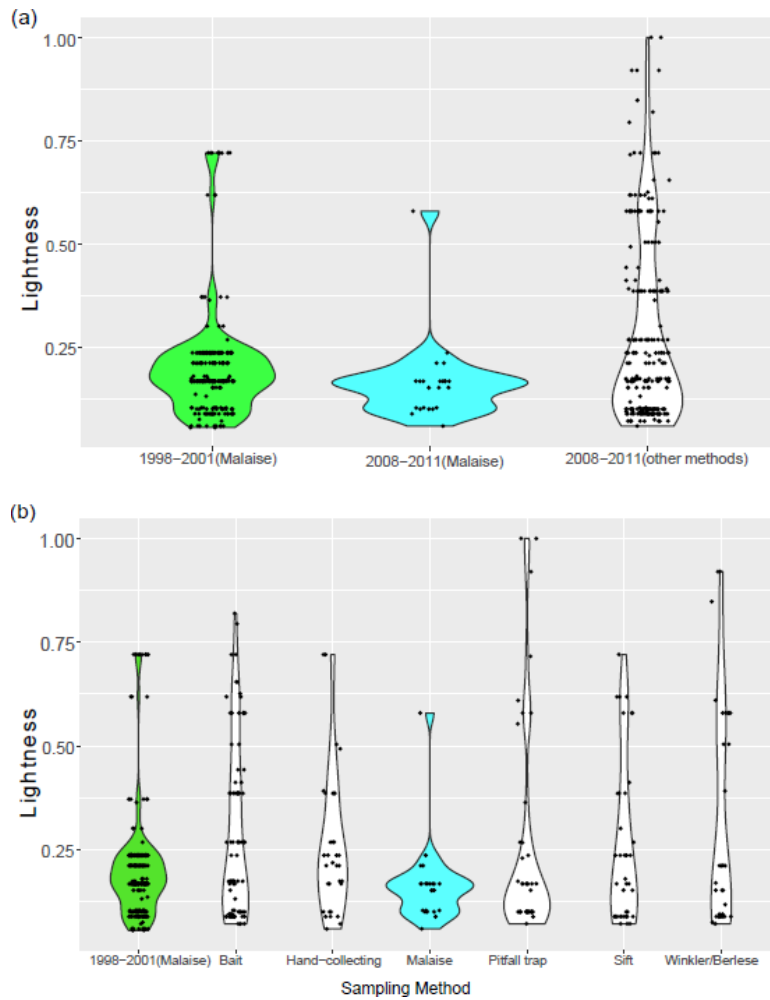 (a)
1.00
0.75
0.50
0.25
Lightness
1998−2001(Malaise)
2008−2011(Malaise)
2008−2011(other methods)
(b)
1.00
0.75
0.50
0.25
Lightness
1998−2001(Malaise)
Bait
Hand−collecting
Malaise
Pitfall trap
Sift
Winkler/Berlese
Sampling Method